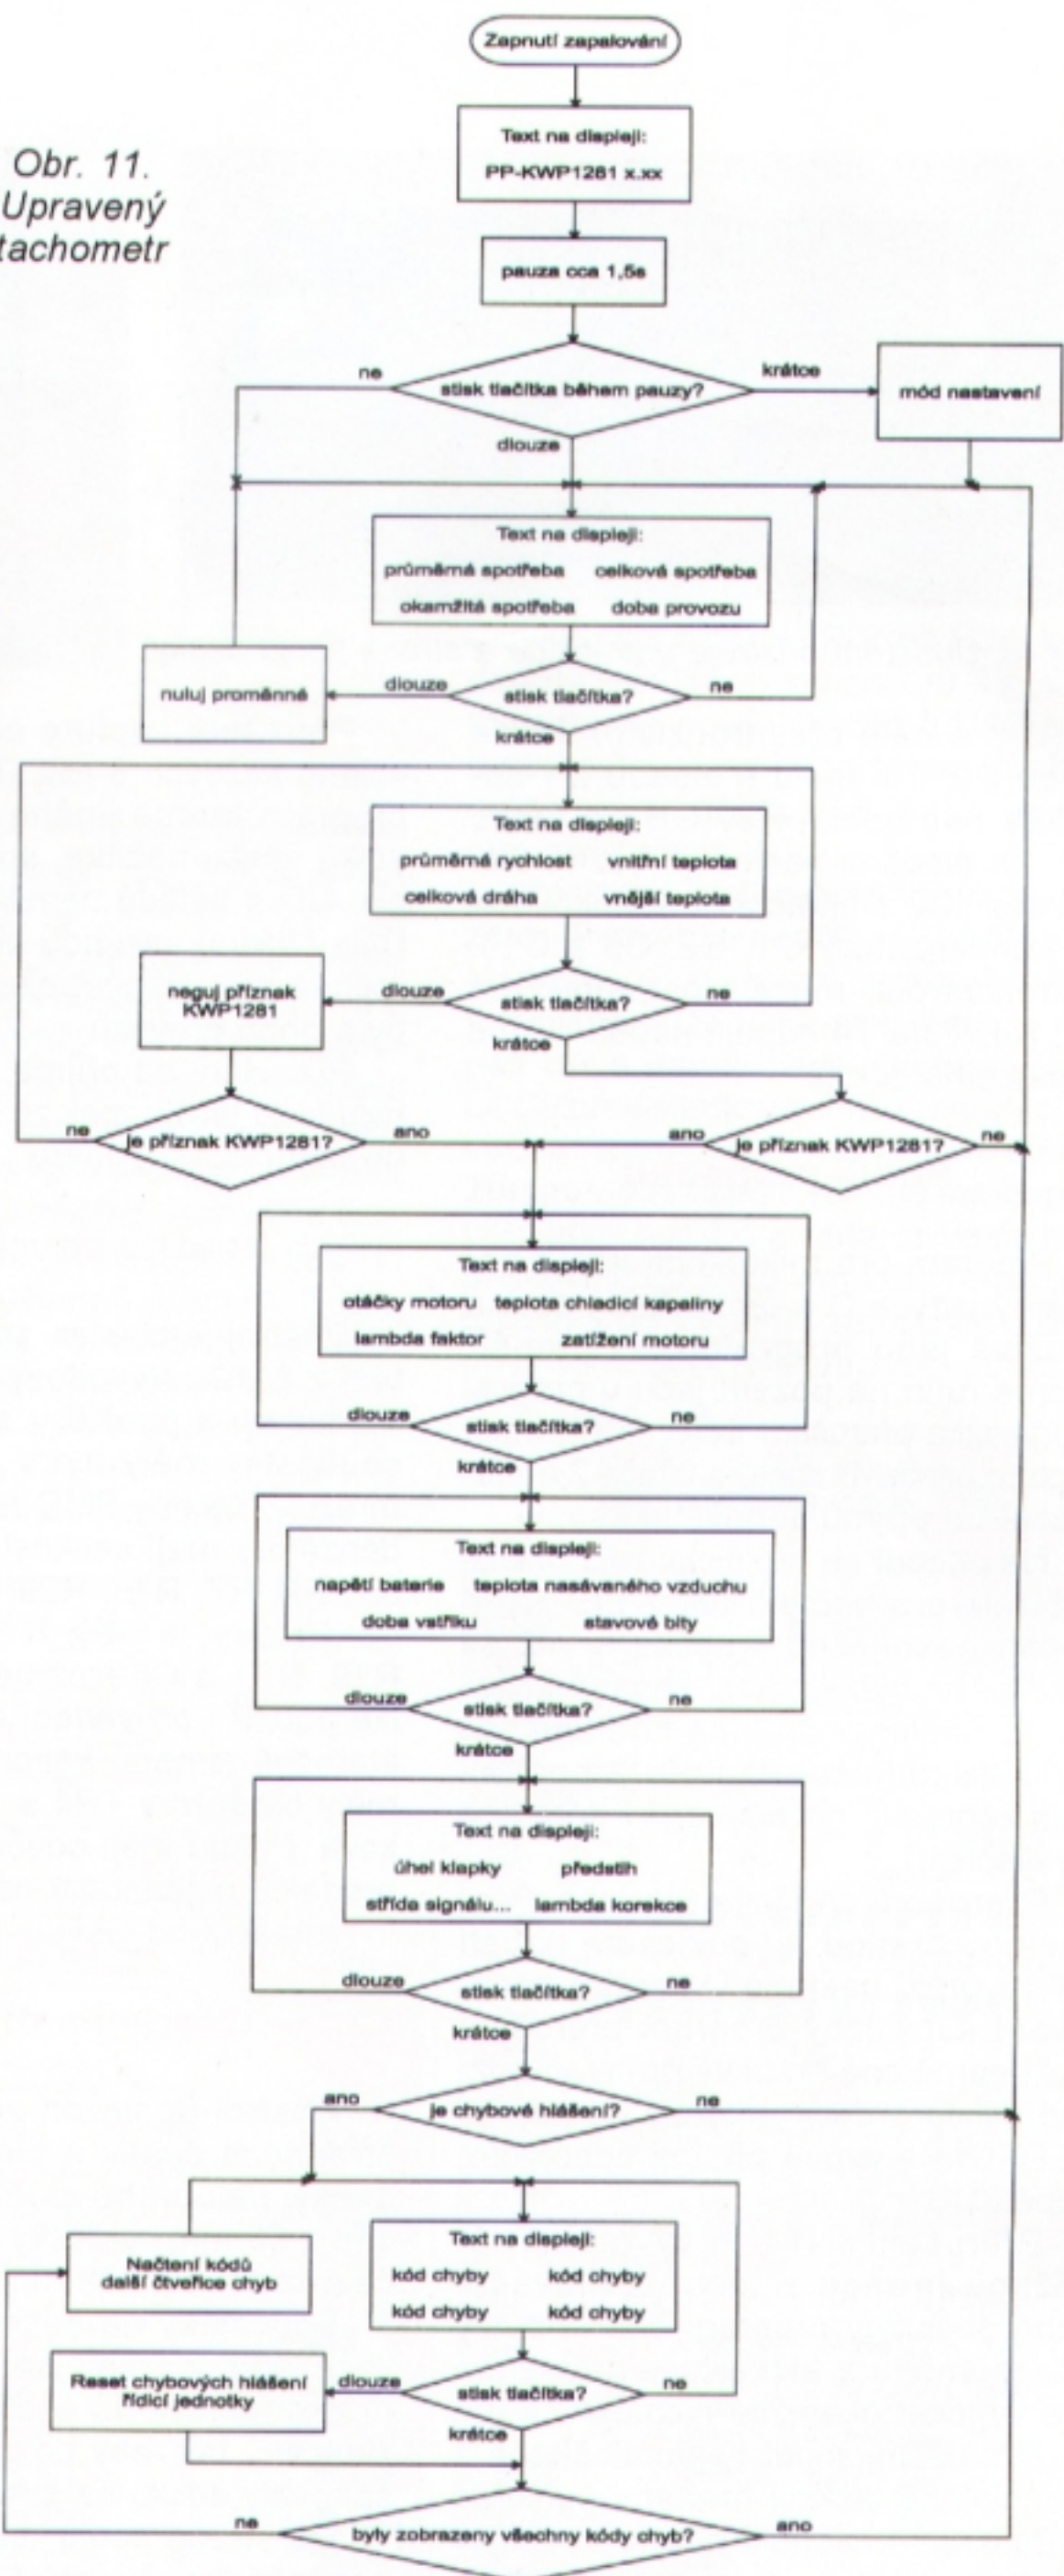 Zapnutí zapalování
Text na displeji:
PP-KWP1281 x.xx
Obr. 11.
Upravený
tachometr
pauza cca 1,5s
ne
stisk tlačítka během pauzy?
krátce
mód nastavení
dlouze
Text na displeji:
průměrná spotřeba celková spotřeba
okamžitá spotřeba doba provozu
nuluj proměnné
dlouze
stisk tlačítka?
ne
krátce
Text na displeji:
průměrná rychlost vnitřní teplota
celková dráha vnější teplota
neguj příznak
KWP1281
dlouze
stisk tlačítka?
ne
krátce
ne
je příznak KWP1281?
ano
ano
je příznak KWP1281?
ne
Text na displeji:
otáčky motoru teplota chladicí kapaliny
lambda faktor zatížení motoru
dlouze
stisk tlačítka?
ne
krátce
Text na displeji:
napětí baterie teplota nasávaného vzduchu
doba vstřiku stavové bity
dlouze
stisk tlačítka?
ne
krátce
Text na displeji:
úhel klapky předstih
střída signálu... lambda korekce
dlouze
stisk tlačítka?
ne
krátce
ano
je chybové hlášení?
ne
Načtení kódů
další čtveřice chyb
Text na displeji:
kód chyby kód chyby
kód chyby kód chyby
Reset chybových hlášení
řídicí jednotky
dlouze
stisk tlačítka?
ne
krátce
ne
byly zobrazeny všechny kódy chyb?
ano